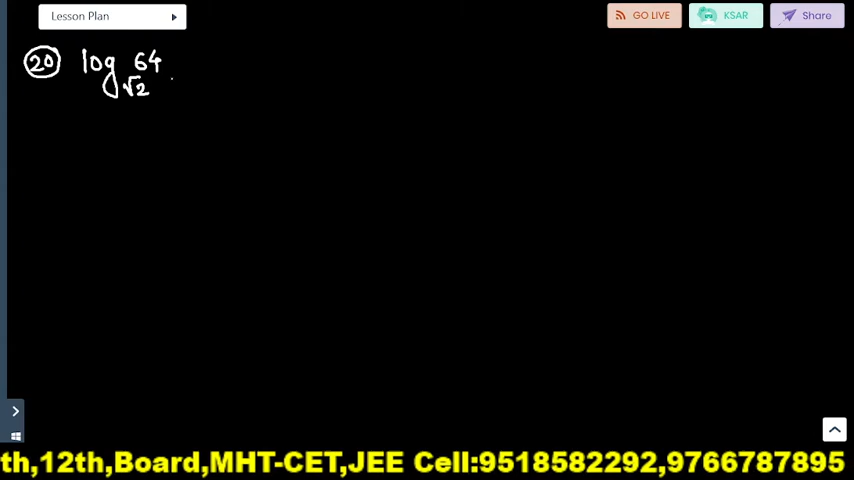 Lesson Plan
GO LIVE
KSAR
Share
20 log 64
√2
th,12th,Board,MHT-CET,JEE Cell:9518582292,9766787895